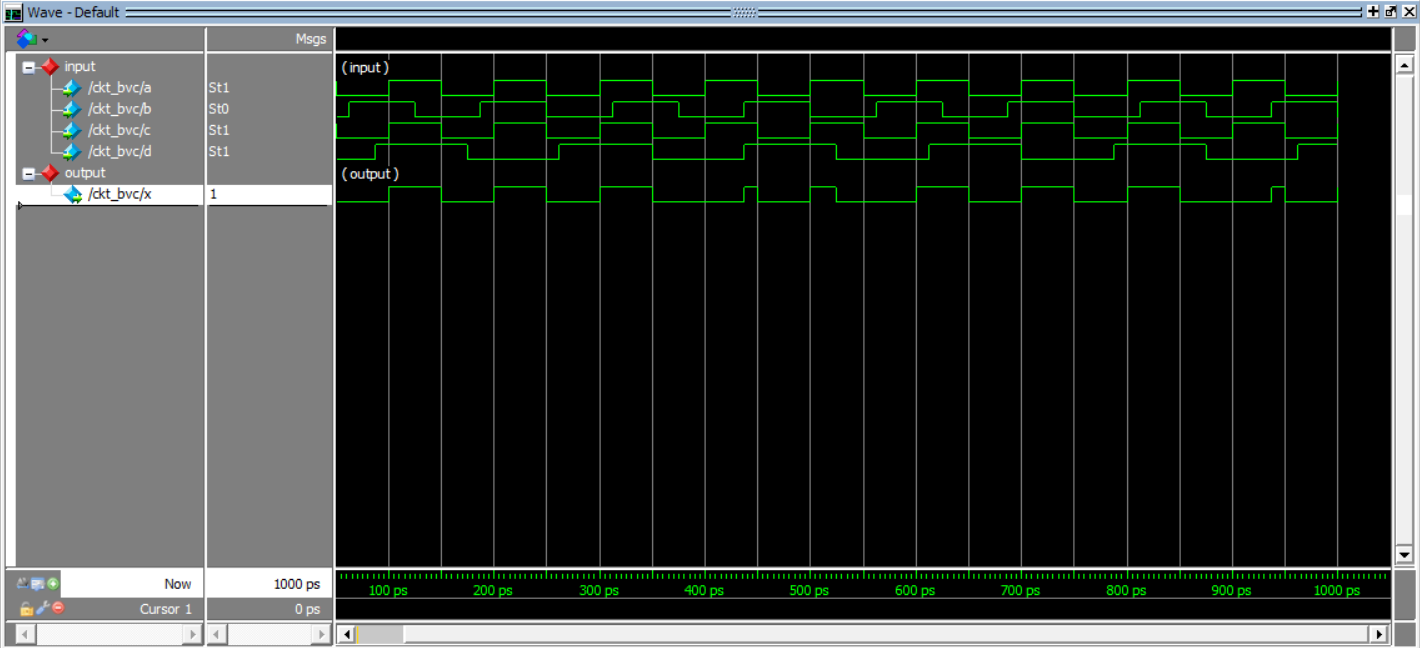 Wave - Default
Msgs
input
(input)
/ckt_bvc/a St1
/ckt_bvc/b St0
/ckt_bvc/c St1
/ckt_bvc/d St1
output
(output)
/ckt_bvc/x 1
Now 1000 ps
100 ps 200 ps 300 ps 400 ps 500 ps 600 ps 700 ps 800 ps 900 ps 1000 ps
Cursor 1 0 ps